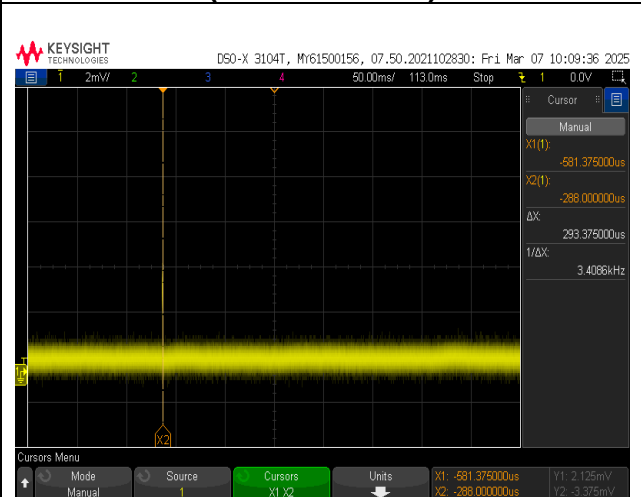 KEYSIGHT
TECHNOLOGIES
DSO-X 3104T, MY61500156, 07.50.2021102830: Fri Mar 07 10:09:36 2025
1 2mV/ 2 3 4 50.00ms/ 113.0ms Stop 1 0.0V
Cursor
Manual
X1(1):
-581.375000us
X2(1):
-288.000000us
ΔX:
293.375000us
1/ΔX:
3.4086kHz
1
X2
Cursors Menu
Mode
Manual
Source
1
Cursors
X1 X2
Units
X1: -581.375000us
X2: -288.000000us
Y1: 2.125mV
Y2: -3.375mV